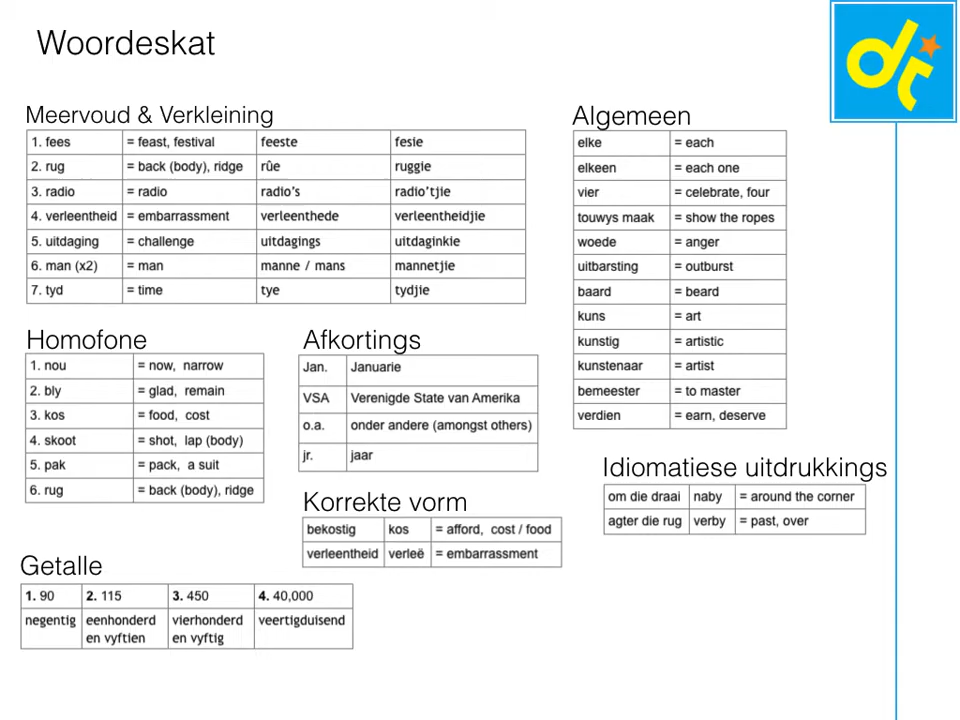 Woordeskat
dt
Meervoud & Verkleining
1. fees = feast, festival feeste fesie
2. rug = back (body), ridge rûe ruggie
3. radio = radio radio's radio'tjie
4. verleentheid = embarrassment verleenthede verleentheidjie
5. uitdaging = challenge uitdagings uitdaginkie
6. man (x2) = man manne / mans mannetjie
7. tyd = time tye tydjie
Homofone
1. nou = now, narrow
2. bly = glad, remain
3. kos = food, cost
4. skoot = shot, lap (body)
5. pak = pack, a suit
6. rug = back (body), ridge
Afkortings
Jan. Januarie
VSA Verenigde State van Amerika
o.a. onder andere (amongst others)
jr. jaar
Korrekte vorm
bekostig kos = afford, cost / food
verleentheid verleë = embarrassment
Getalle
1. 90 2. 115 3. 450 4. 40,000
negentig eenhonderd vierhonderd veertigduisend
en vyftien en vyftig
Algemeen
elke = each
elkeen = each one
vier = celebrate, four
touwys maak = show the ropes
woede = anger
uitbarsting = outburst
baard = beard
kuns = art
kunstig = artistic
kunstenaar = artist
bemeester = to master
verdien = earn, deserve
Idiomatiese uitdrukkings
om die draai naby = around the corner
agter die rug verby = past, over